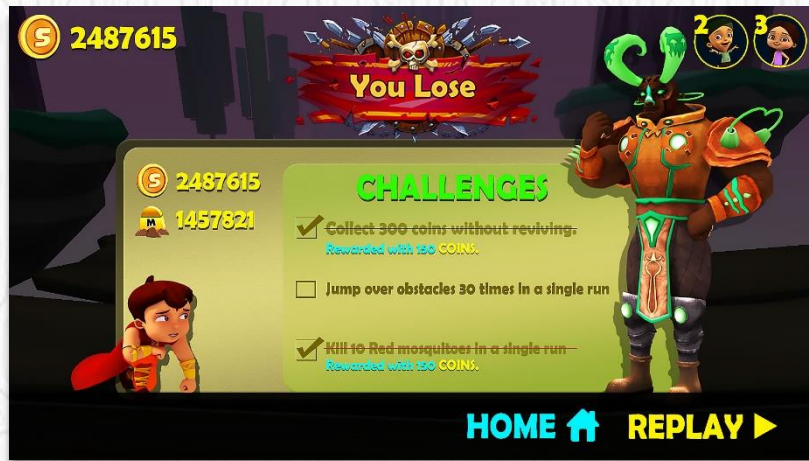 S 2487615
2 3
You Lose
S 2487615
M 1457821
CHALLENGES
Collect 300 coins without reviving.
Rewarded with 150 COINS.
Jump over obstacles 30 times in a single run
Kill 10 Red mosquitoes in a single run
Rewarded with 150 COINS.
HOME REPLAY